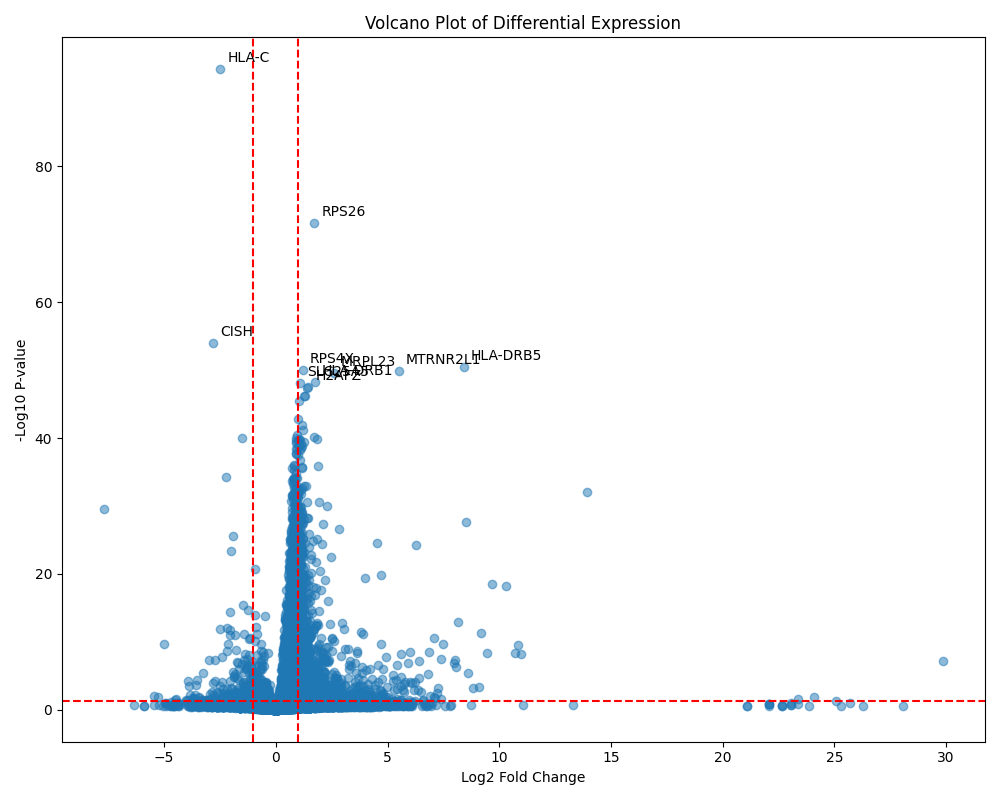 Volcano Plot of Differential Expression
HLA-C
RPS26
CISH
RPS4X
MRPL23
MTRNR2L1
HLA-DRB5
HLA-DRB1
H2AFZ
-Log10 P-value
80
60
40
20
0
−5
0
5
10
15
20
25
30
Log2 Fold Change